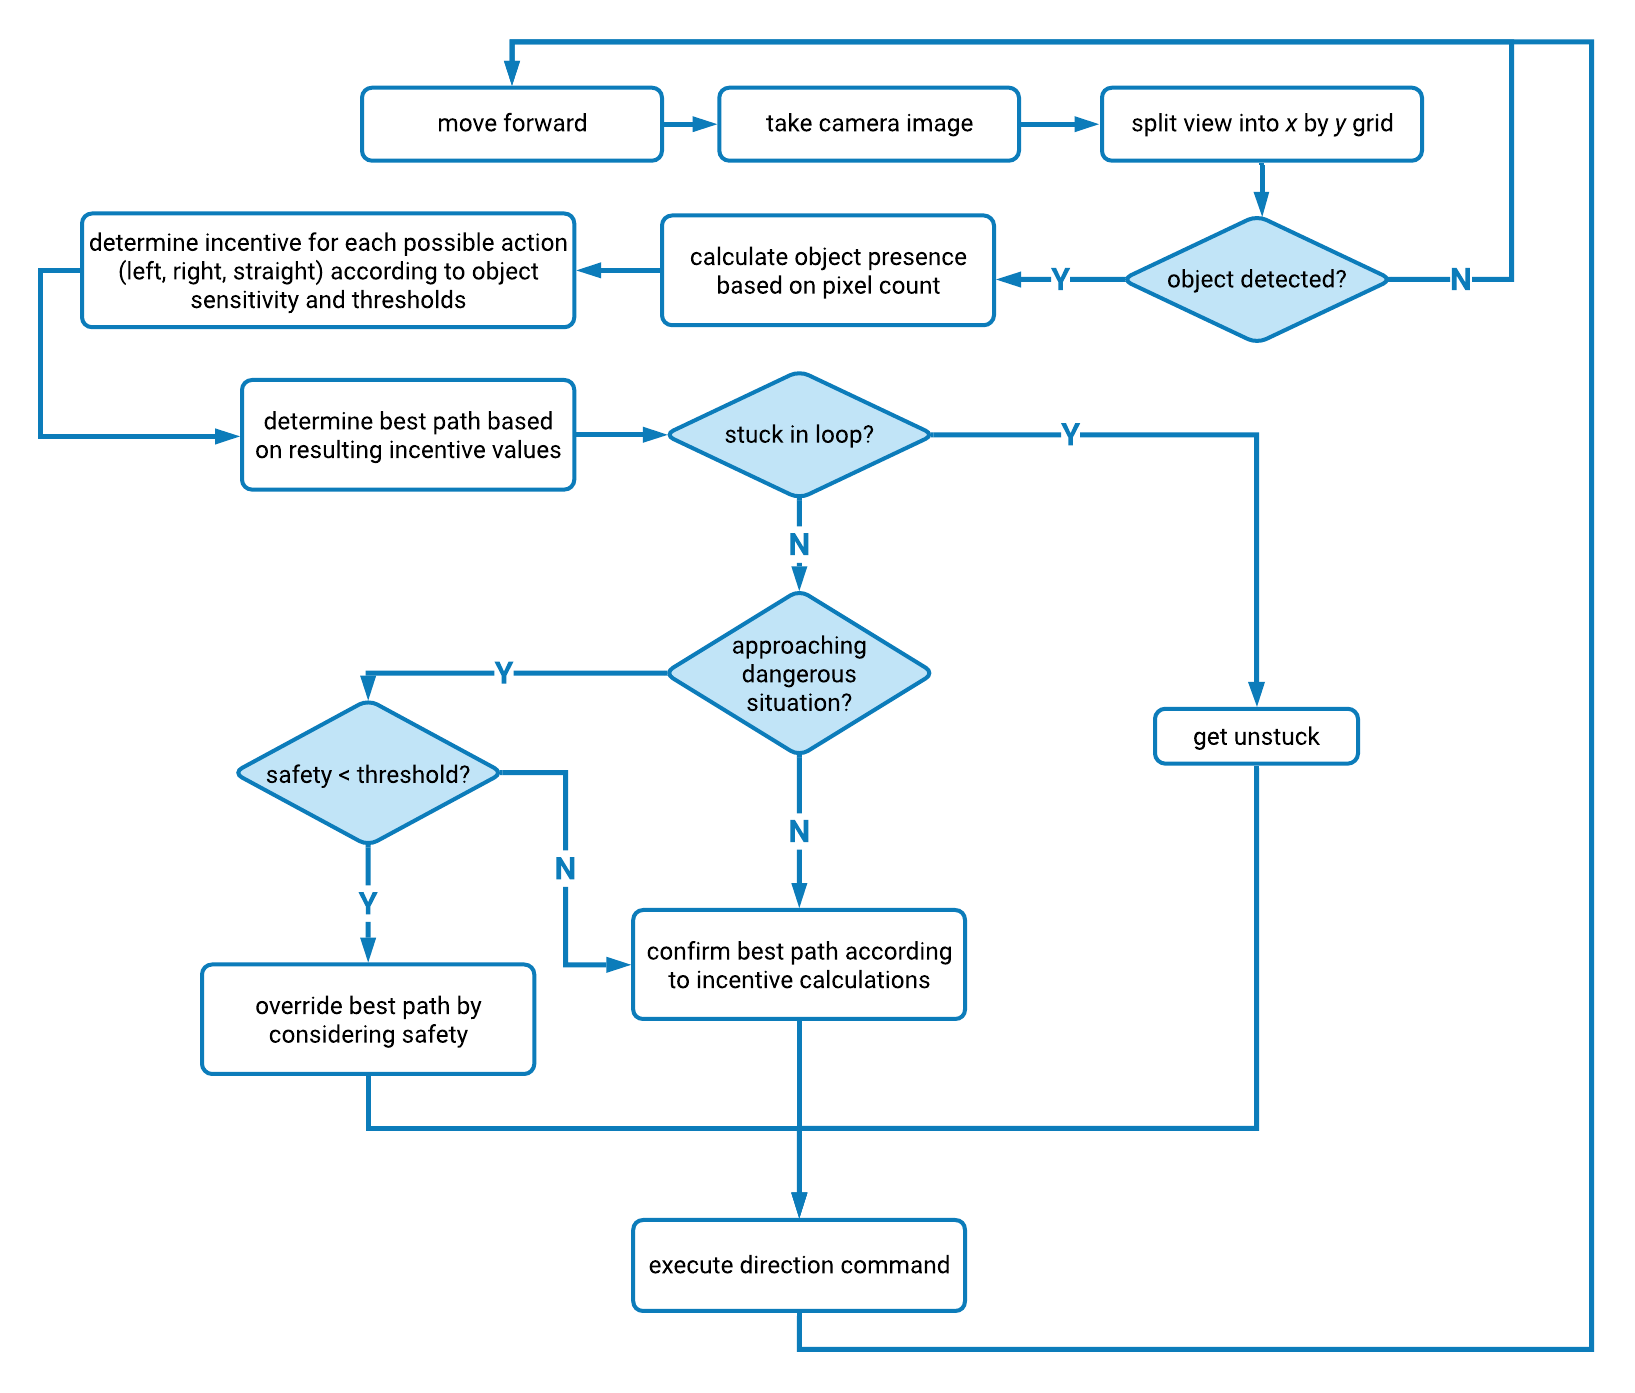 move forward
take camera image
split view into x by y grid
object detected?
N
Y
calculate object presence
based on pixel count
determine incentive for each possible action
(left, right, straight) according to object
sensitivity and thresholds
determine best path based
on resulting incentive values
stuck in loop?
Y
N
approaching
dangerous
situation?
Y
N
safety < threshold?
N
Y
get unstuck
confirm best path according
to incentive calculations
override best path by
considering safety
execute direction command